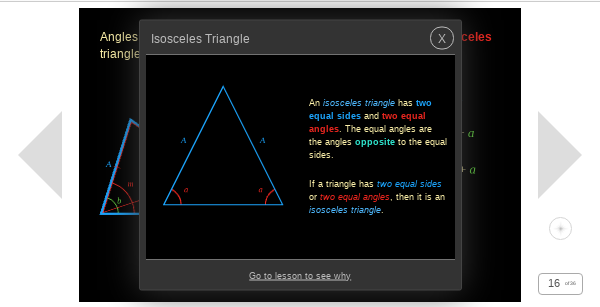 Angles
celes
triangle
Isosceles Triangle
X
An isosceles triangle has two
equal sides and two equal
angles. The equal angles are
the angles opposite to the equal
sides.
If a triangle has two equal sides
or two equal angles, then it is an
isosceles triangle.
A
A
a
a
A
m
b
- a
+ a
Go to lesson to see why
16 of 36